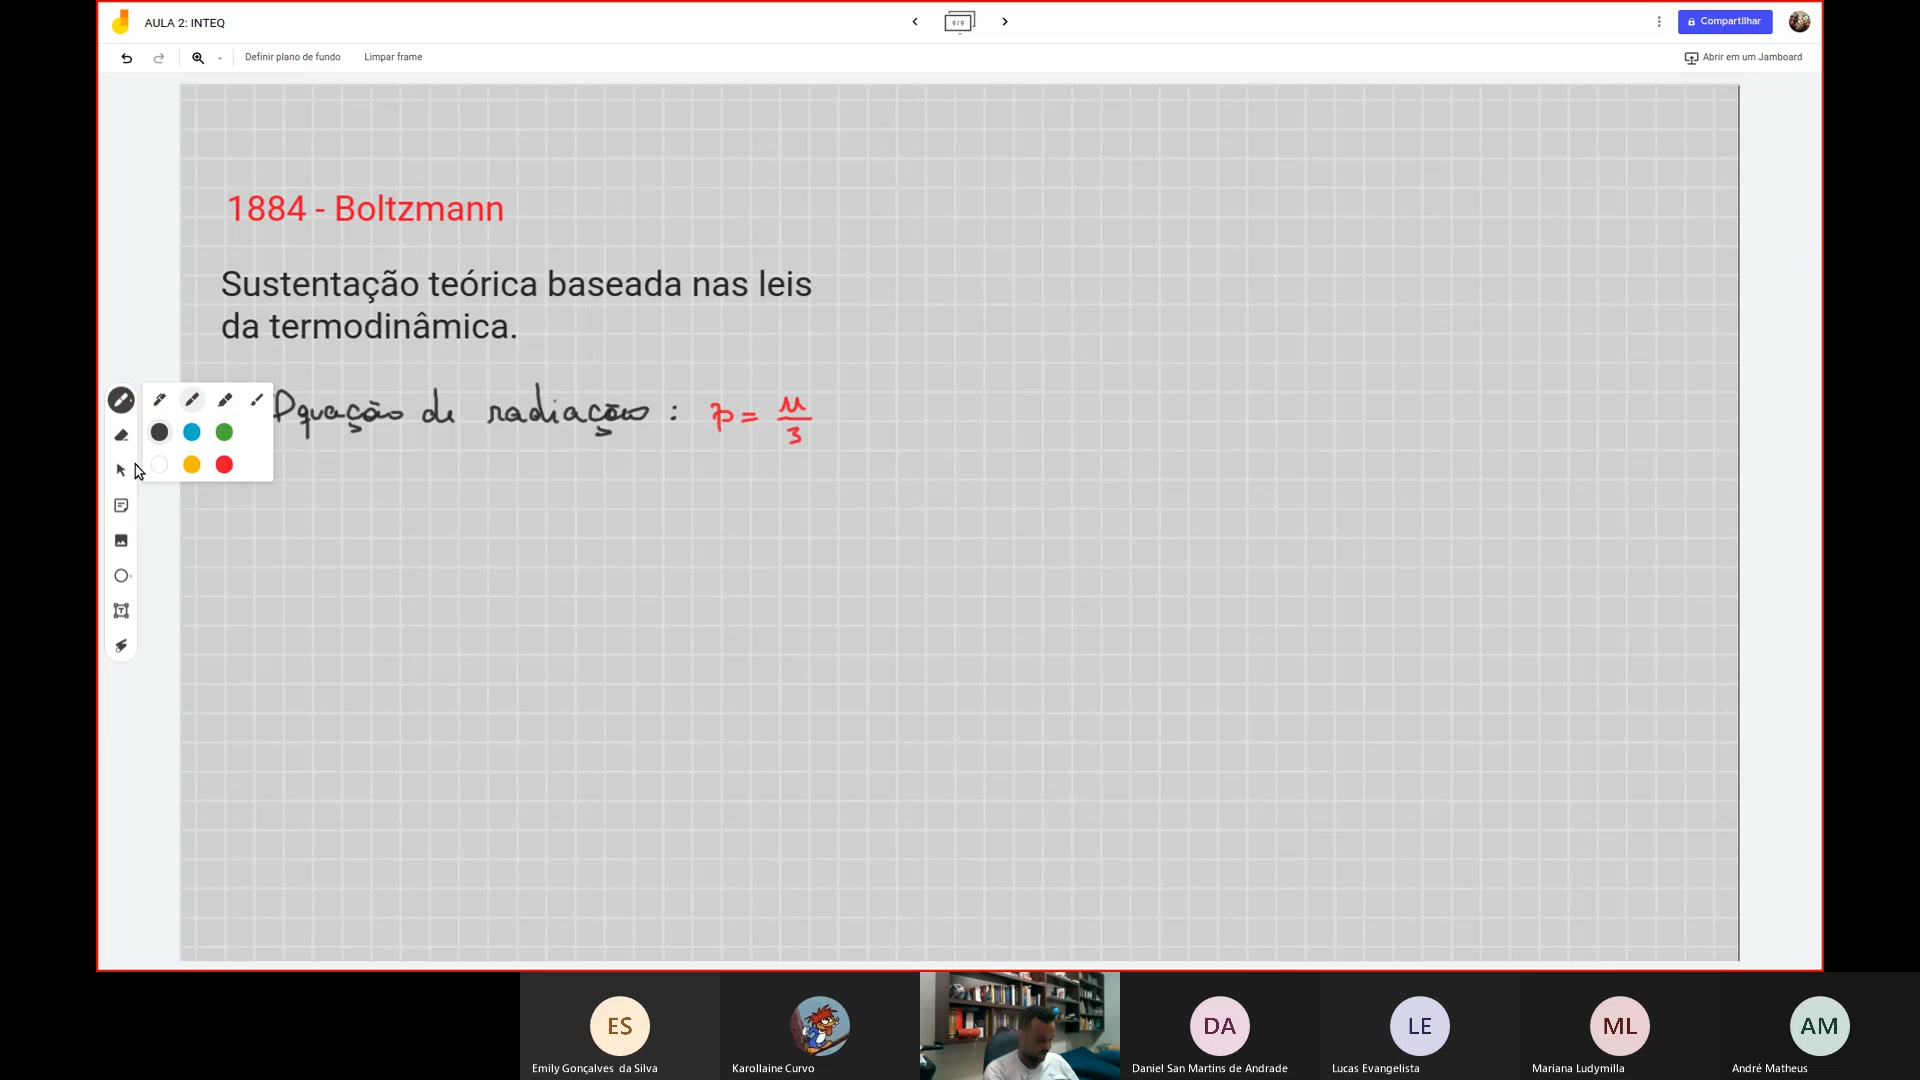 AULA 2: INTEQ
9/9
Compartilhar
Definir plano de fundo
Limpar frame
Abrir em um Jamboard
1884 - Boltzmann
Sustentação teórica baseada nas leis
da termodinâmica.
Equação de radiação : p = u/3
ES
DA
LE
ML
AM
Emily Gonçalves da Silva
Karollaine Curvo
Daniel San Martins de Andrade
Lucas Evangelista
Mariana Ludymilla
André Matheus